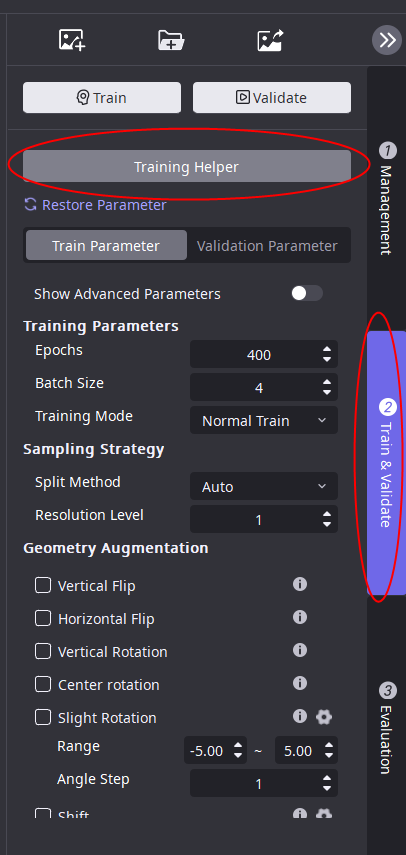 Train
Validate
Training Helper
Restore Parameter
Train Parameter
Validation Parameter
Show Advanced Parameters
Training Parameters
Epochs 400
Batch Size 4
Training Mode Normal Train
Sampling Strategy
Split Method Auto
Resolution Level 1
Geometry Augmentation
Vertical Flip
Horizontal Flip
Vertical Rotation
Center rotation
Slight Rotation
Range -5.00 ~ 5.00
Angle Step 1
Shift
1 Management
2 Train & Validate
3 Evaluation